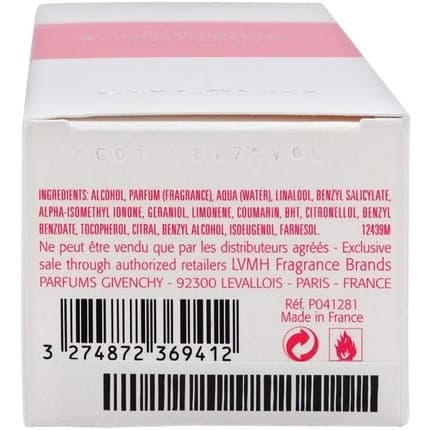 INGREDIENTS: ALCOHOL, PARFUM (FRAGRANCE), AQUA (WATER), LINALOOL, BENZYL SALICYLATE,
ALPHA-ISOMETHYL IONONE, GERANIOL, LIMONENE, COUMARIN, BHT, CITRONELLOL, BENZYL
BENZOATE, TOCOPHEROL, CITRAL, BENZYL ALCOHOL, ISOEUGENOL, FARNESOL. 12439M
Ne peut être vendu que par les distributeurs agréés - Exclusive
sale through authorized retailers LVMH Fragrance Brands
PARFUMS GIVENCHY - 92300 LEVALLOIS - PARIS - FRANCE
Réf. P041281
Made in France
3 274872 369412